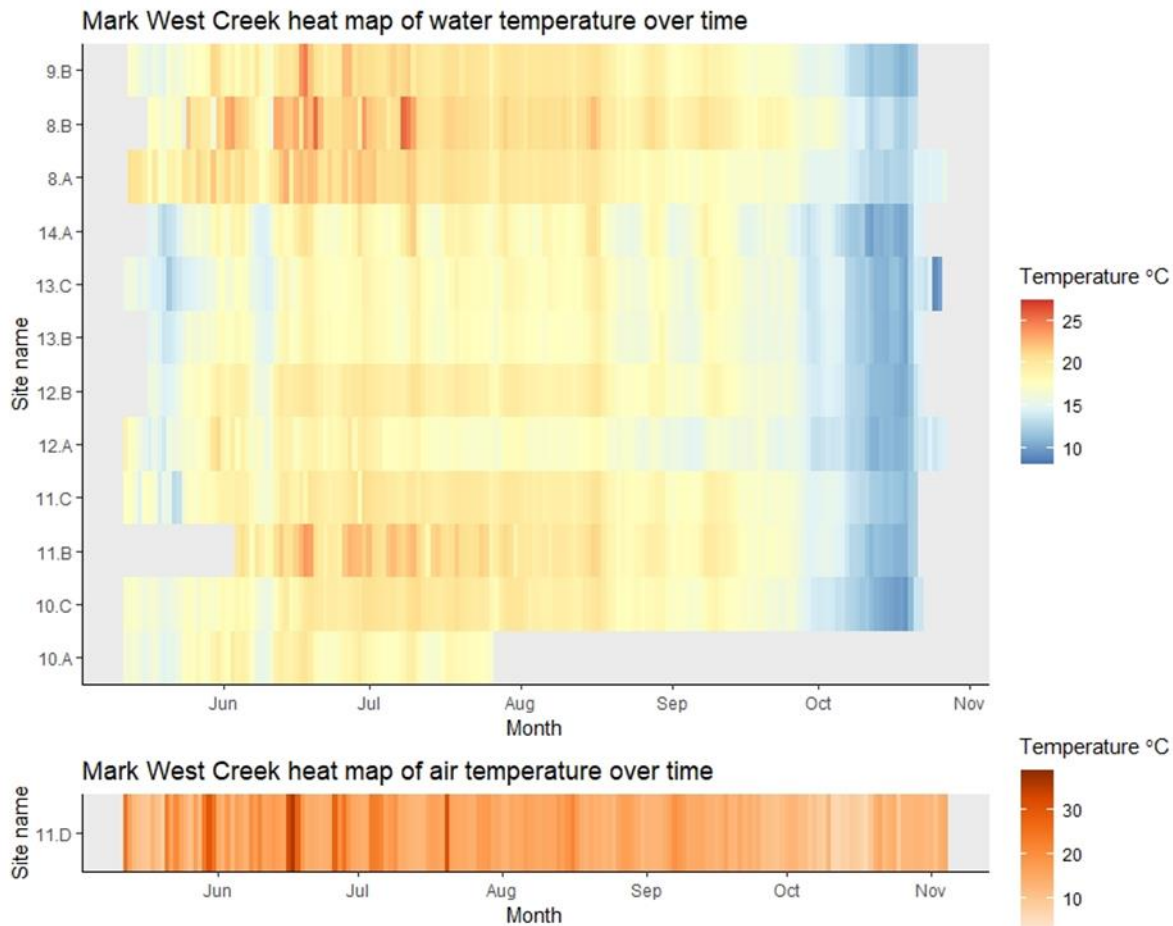 Mark West Creek heat map of water temperature over time
Site name
9.B
8.B
8.A
14.A
13.C
13.B
12.B
12.A
11.C
11.B
10.C
10.A
Jun Jul Aug Sep Oct Nov
Month
Temperature °C
25
20
15
10
Mark West Creek heat map of air temperature over time
Site name
11.D
Jun Jul Aug Sep Oct Nov
Month
Temperature °C
30
20
10